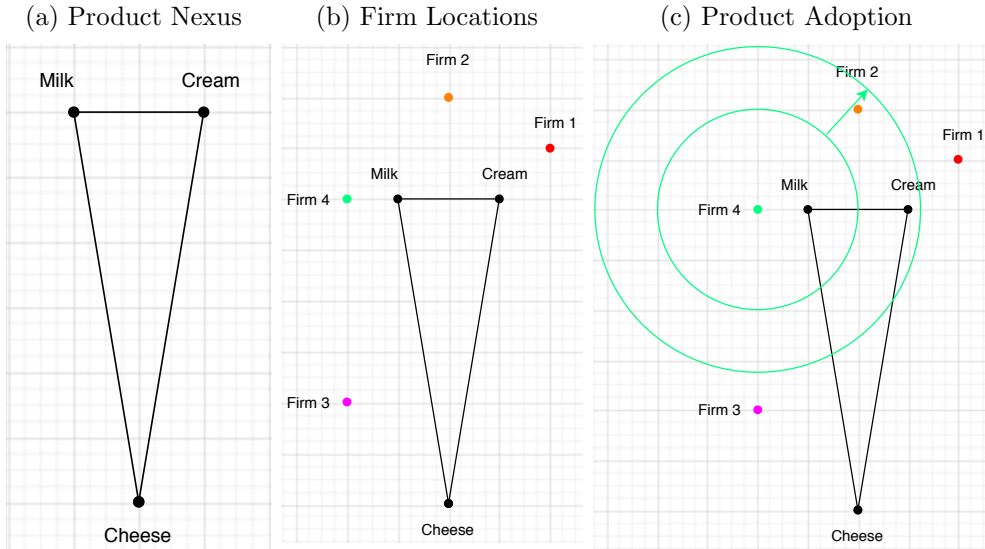 (a) Product Nexus
Milk
Cream
Cheese
(b) Firm Locations
Firm 2
Firm 1
Milk
Cream
Firm 4
Firm 3
Cheese
(c) Product Adoption
Firm 2
Firm 1
Milk
Cream
Firm 4
Firm 3
Cheese